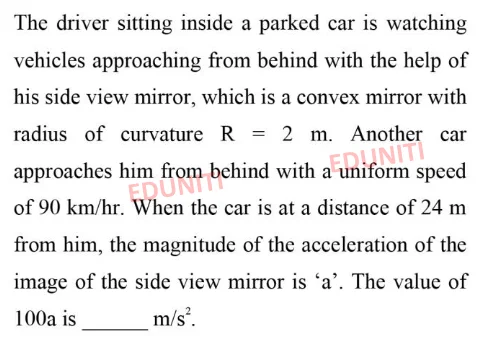 The driver sitting inside a parked car is watching
vehicles approaching from behind with the help of
his side view mirror, which is a convex mirror with
radius of curvature R = 2 m. Another car
approaches him from behind with a uniform speed
of 90 km/hr. When the car is at a distance of 24 m
from him, the magnitude of the acceleration of the
image of the side view mirror is ‘a’. The value of
100a is ______ m/s².
EDUNITI
EDUNITI